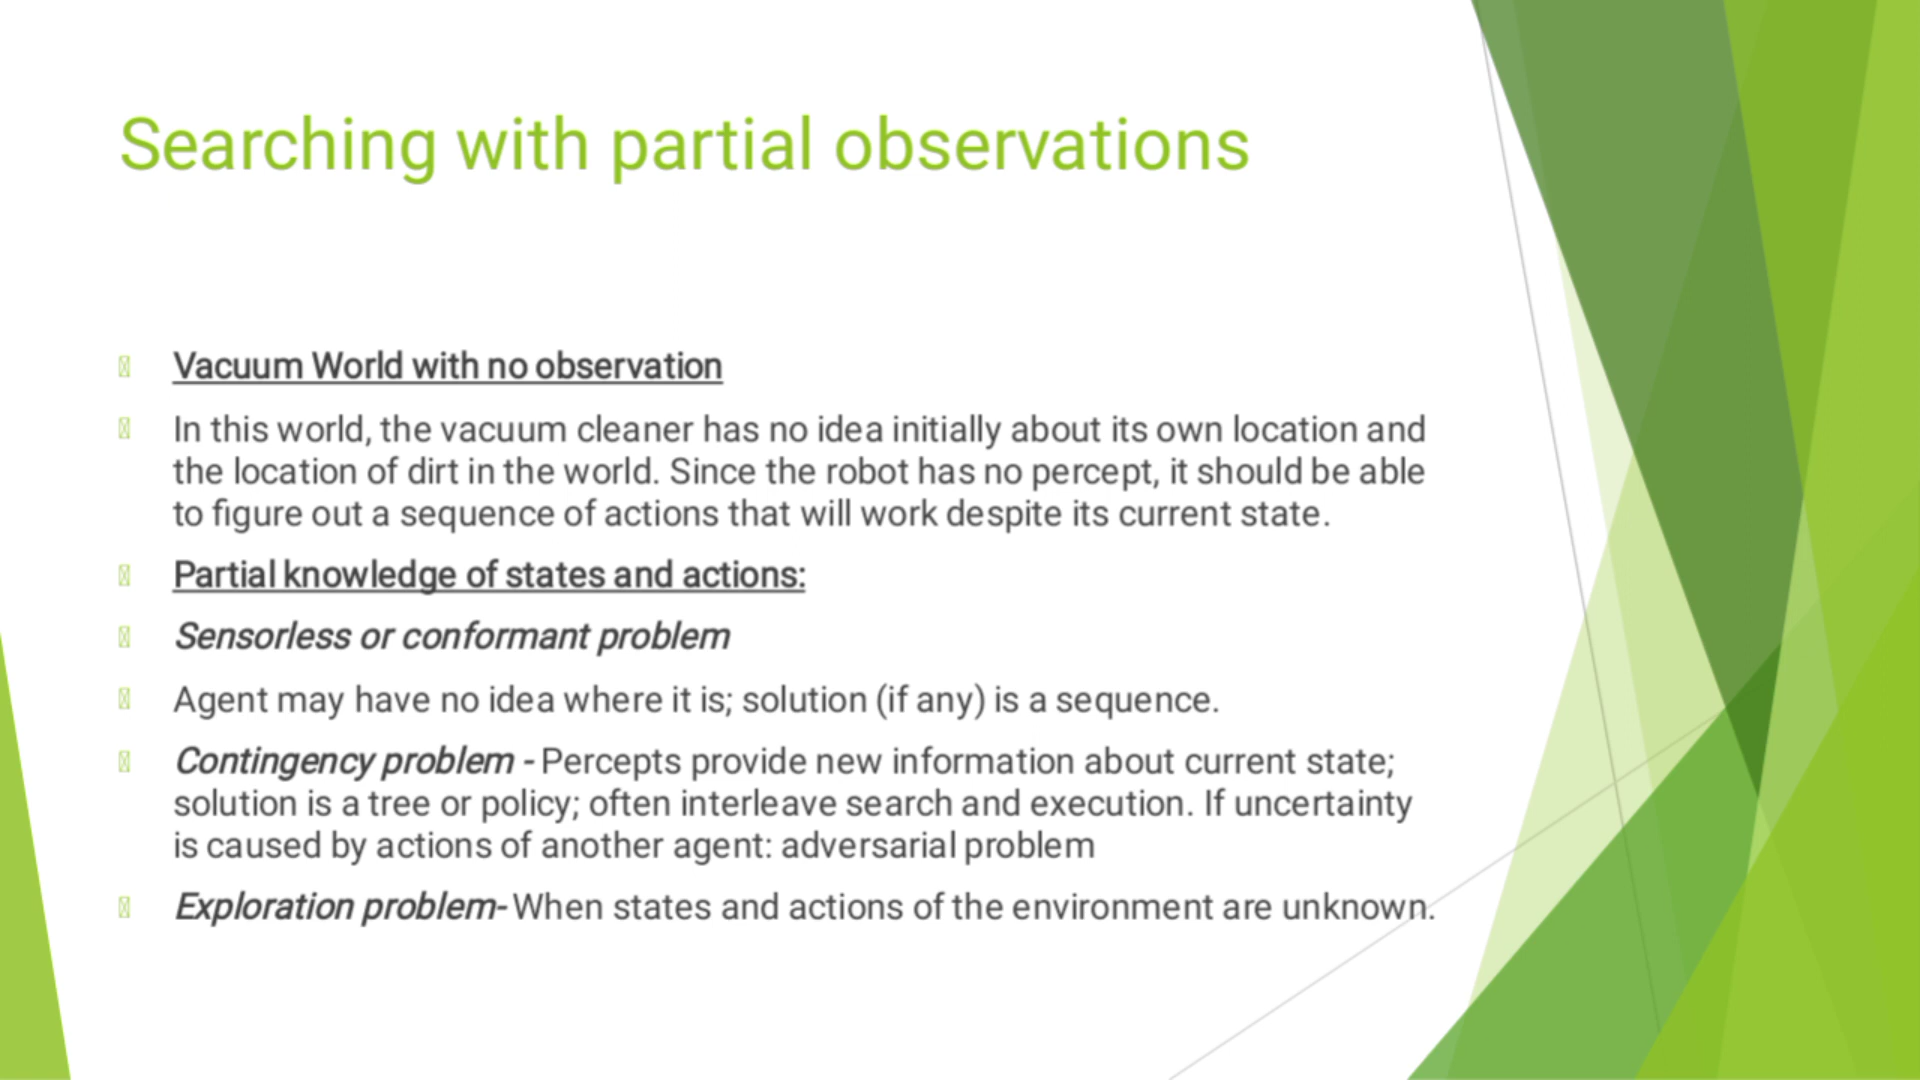 Searching with partial observations
Vacuum World with no observation
In this world, the vacuum cleaner has no idea initially about its own location and
the location of dirt in the world. Since the robot has no percept, it should be able
to figure out a sequence of actions that will work despite its current state.
Partial knowledge of states and actions:
Sensorless or conformant problem
Agent may have no idea where it is; solution (if any) is a sequence.
Contingency problem - Percepts provide new information about current state;
solution is a tree or policy; often interleave search and execution. If uncertainty
is caused by actions of another agent: adversarial problem
Exploration problem- When states and actions of the environment are unknown.